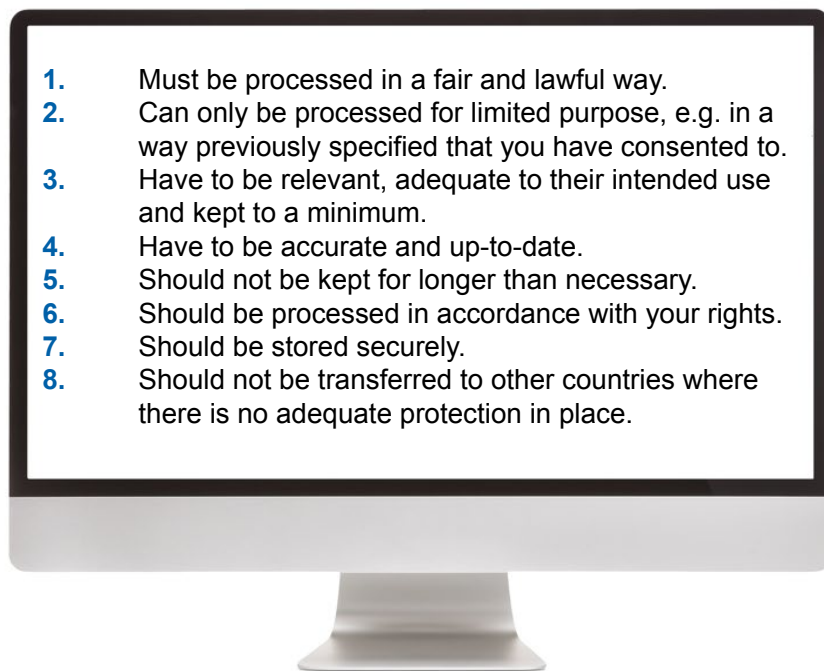 1. Must be processed in a fair and lawful way.
2. Can only be processed for limited purpose, e.g. in a
way previously specified that you have consented to.
3. Have to be relevant, adequate to their intended use
and kept to a minimum.
4. Have to be accurate and up-to-date.
5. Should not be kept for longer than necessary.
6. Should be processed in accordance with your rights.
7. Should be stored securely.
8. Should not be transferred to other countries where
there is no adequate protection in place.